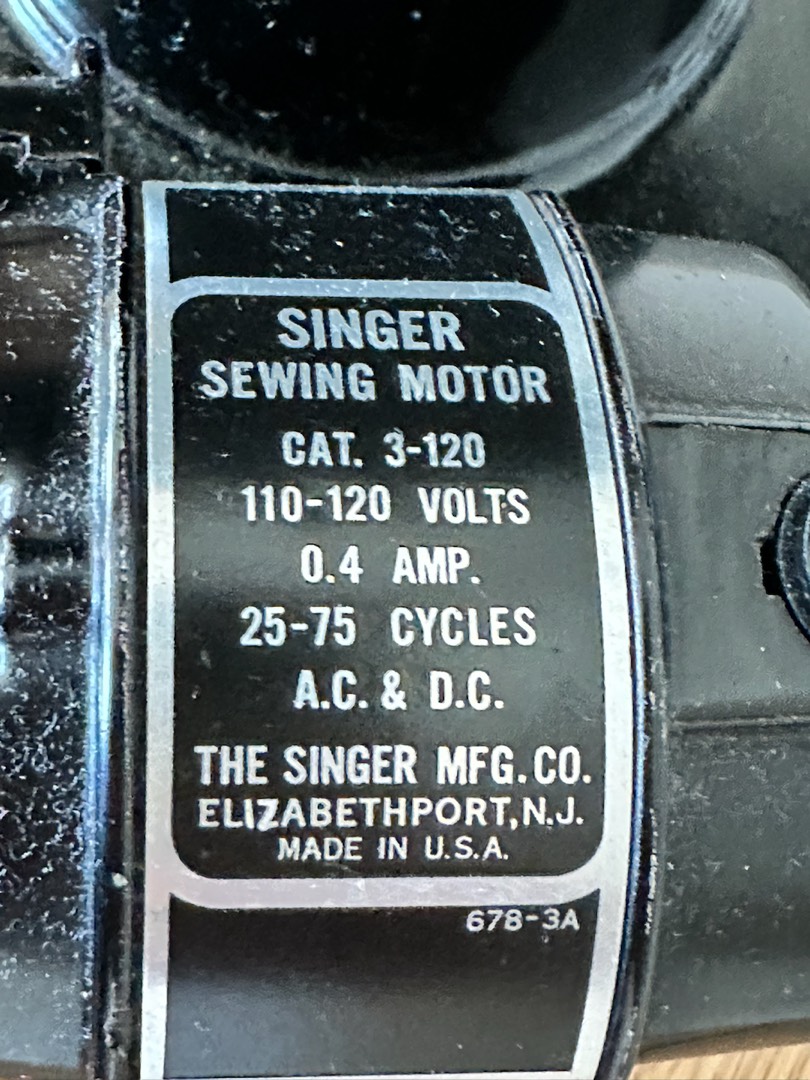 SINGER
SEWING MOTOR
CAT. 3-120
110-120 VOLTS
0.4 AMP.
25-75 CYCLES
A.C. & D.C.
THE SINGER MFG. CO.
ELIZABETHPORT, N.J.
MADE IN U.S.A.
678-3A